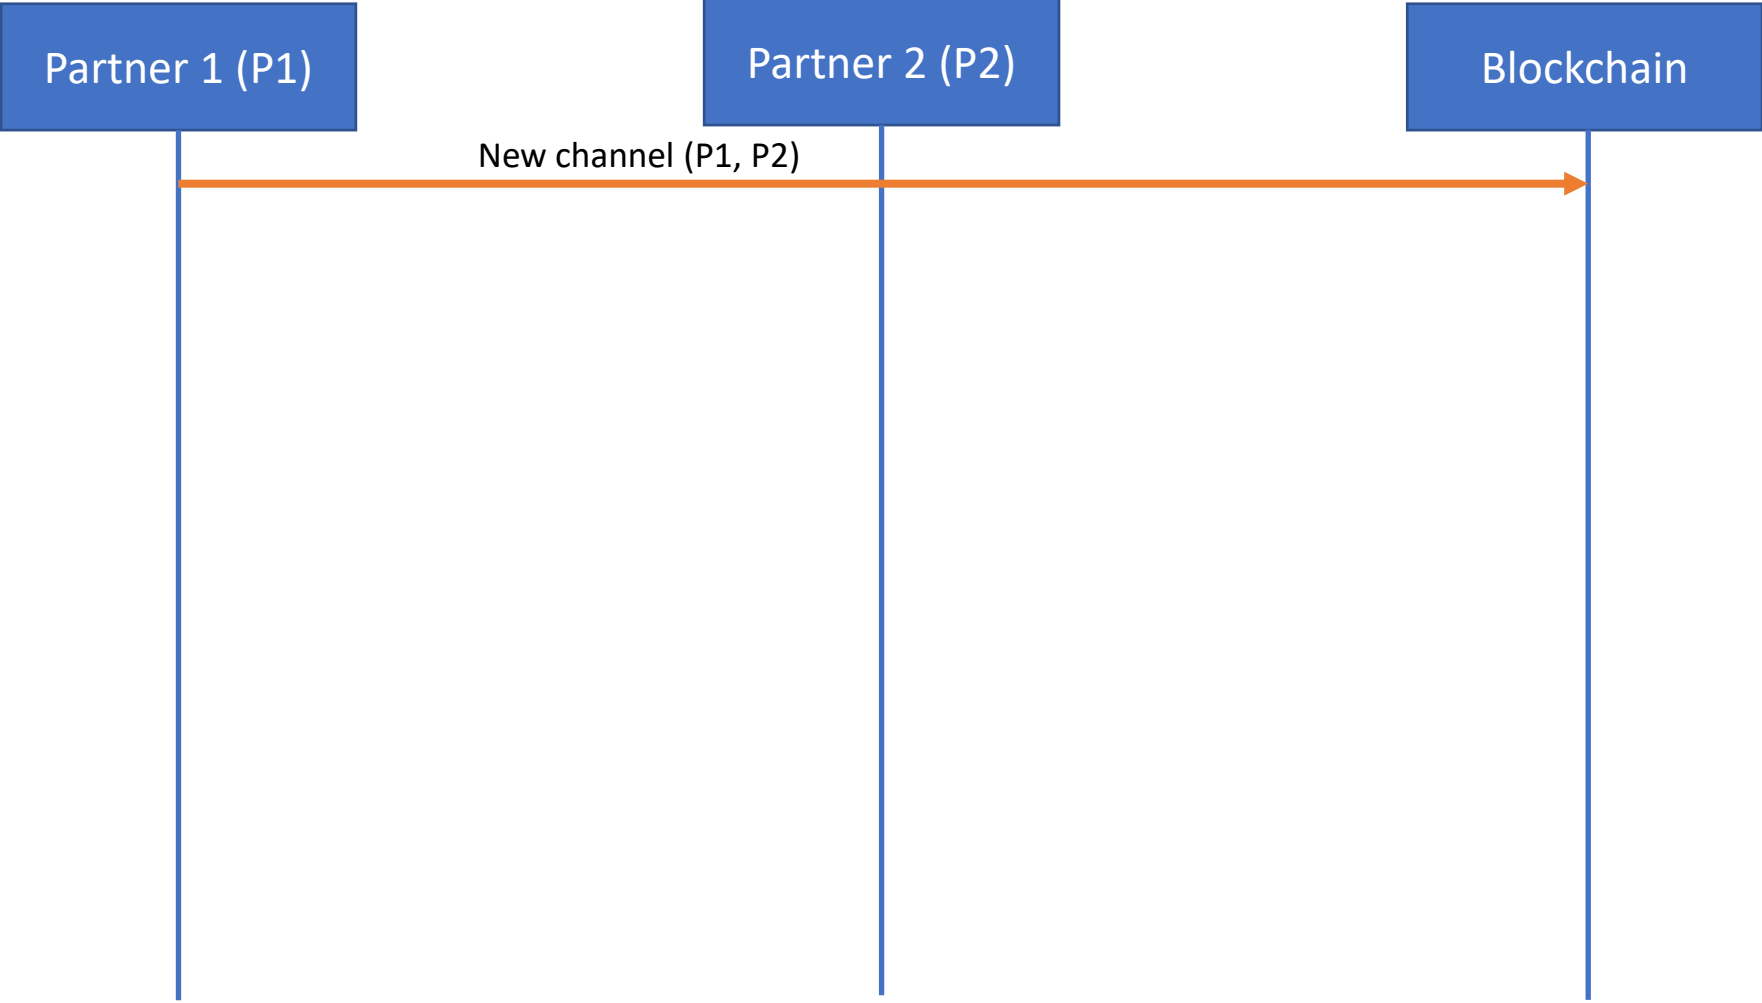 Partner 1 (P1)
Partner 2 (P2)
Blockchain
New channel (P1, P2)